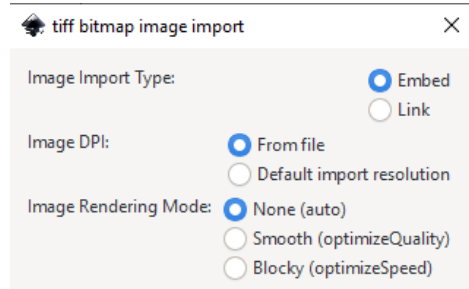 tiff bitmap image import
Image Import Type: Embed
Link
Image DPI: From file
Default import resolution
Image Rendering Mode: None (auto)
Smooth (optimizeQuality)
Blocky (optimizeSpeed)